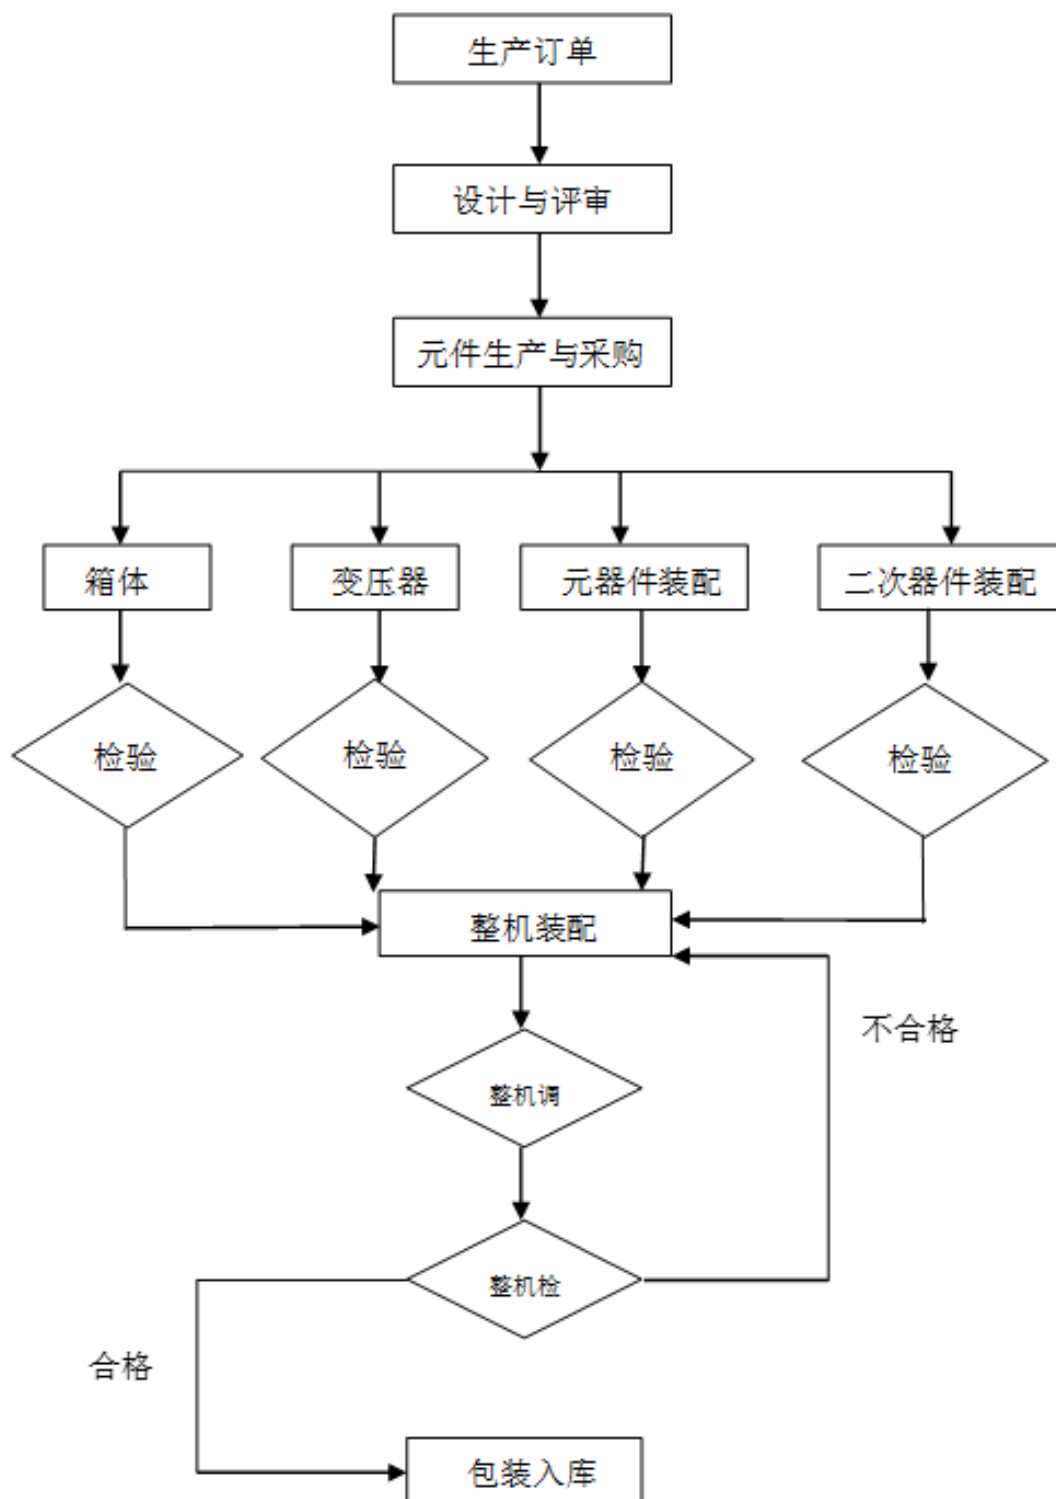 生产订单
设计与评审
元件生产与采购
箱体
变压器
元器件装配
二次器件装配
检验
检验
检验
检验
整机装配
不合格
整机调
整机检
合格
包装入库